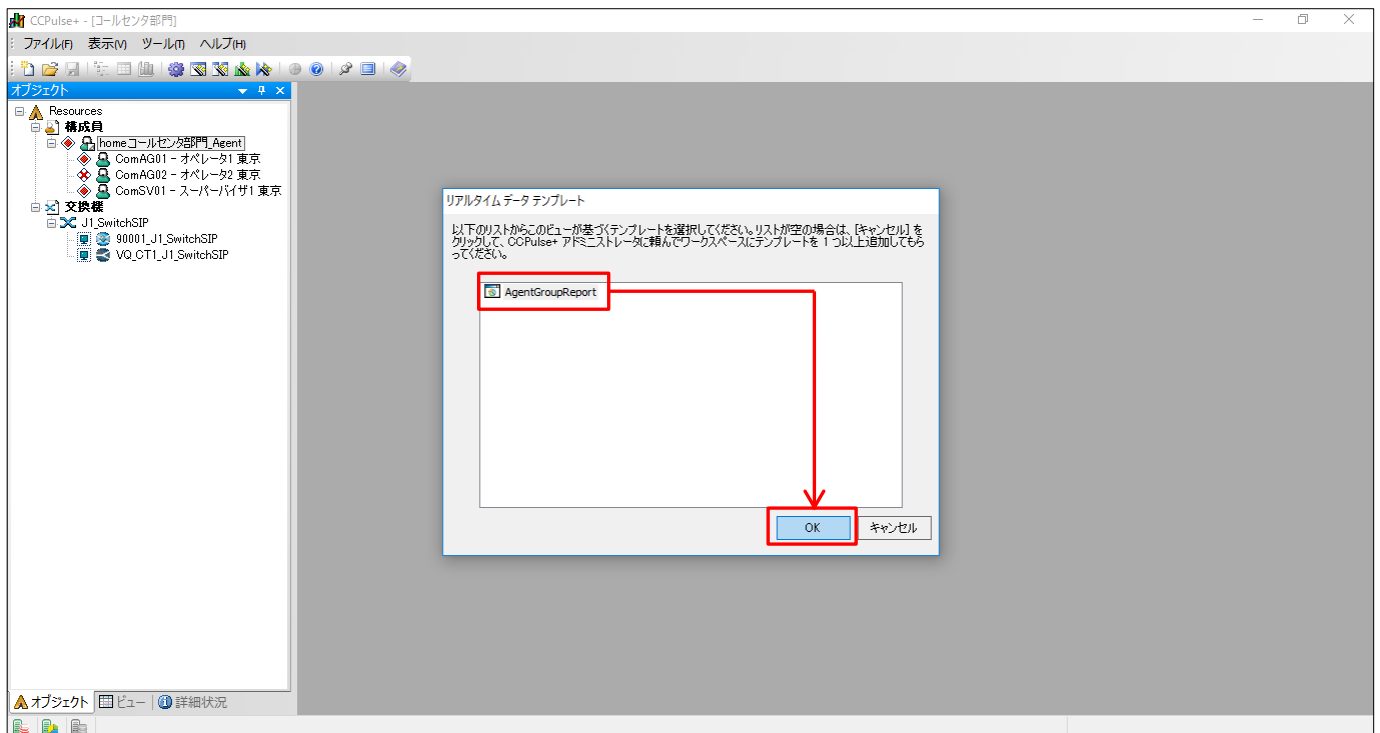 CCPulse+ - [コールセンタ部門]
ファイル(F) 表示(V) ツール(T) ヘルプ(H)
オブジェクト
Resources
構成員
homeコールセンタ部門_Agent
ComAG01 - オペレータ1 東京
ComAG02 - オペレータ2 東京
ComSV01 - スーパーバイザ1 東京
交換機
J1_SwitchSIP
90001_J1_SwitchSIP
VQ_CT1_J1_SwitchSIP
リアルタイム データ テンプレート
以下のリストからこのビューが基づくテンプレートを選択してください。リストが空の場合は、[キャンセル] を
クリックして、CCPulse+ アドミニストレータに頼んでワークスペースにテンプレートを 1 つ以上追加してもら
ってください。
AgentGroupReport
OK キャンセル
オブジェクト ビュー 詳細状況